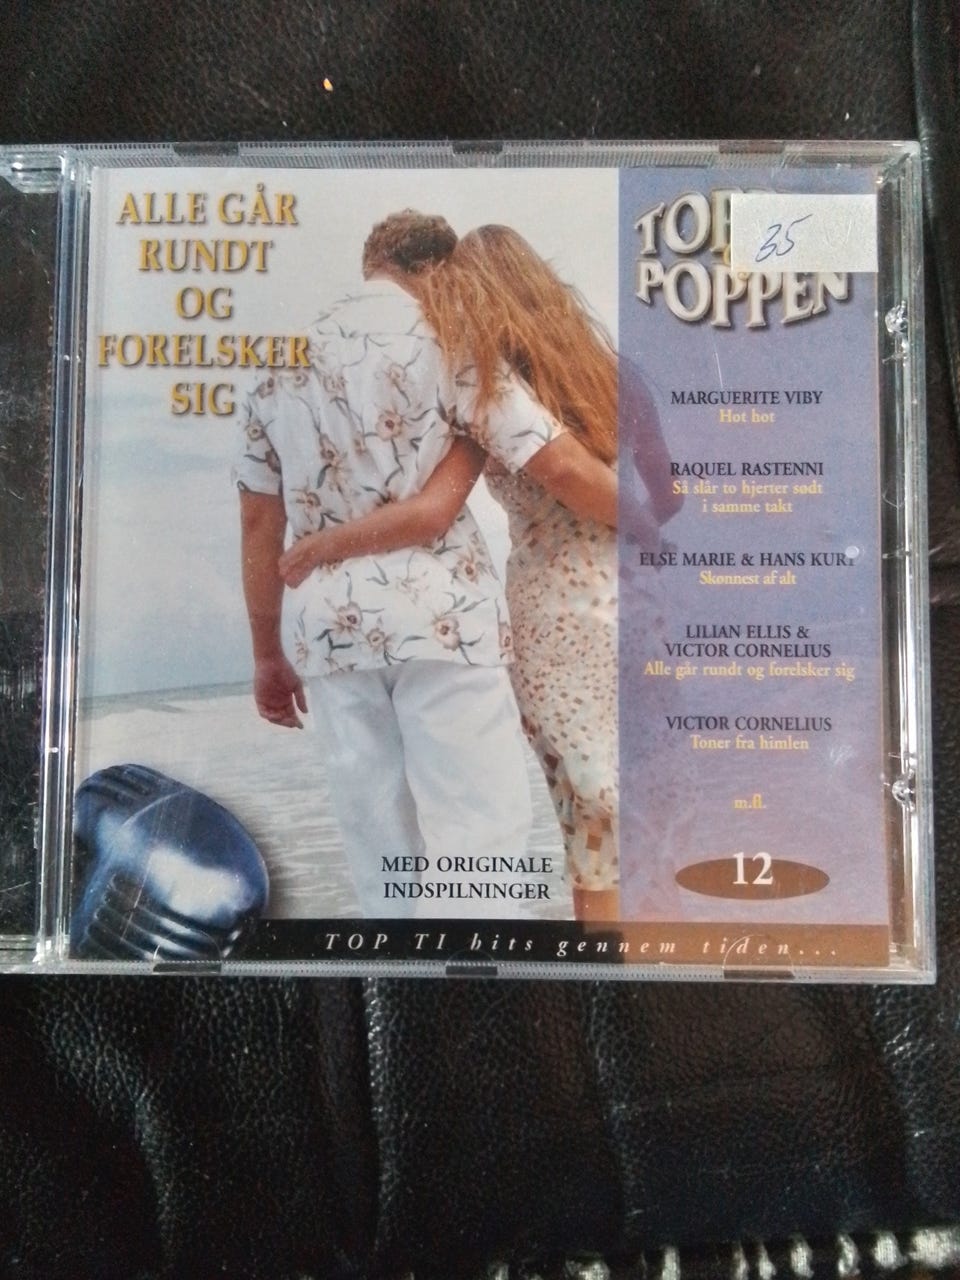 ALLE GÅR
RUNDT
OG
FORELSKER
SIG
35
POPPEN
MARGUERITE VIBY
Hot hot
RAQUEL RASTENNI
Så slår to hjerter sødt
i samme takt
ELSE MARIE & HANS KURT
Skønnest af alt
LILIAN ELLIS &
VICTOR CORNELIUS
Alle går rundt og forelsker sig
VICTOR CORNELIUS
Toner fra himlen
m.fl.
12
MED ORIGINALE
INDSPILNINGER
TOP TI hits gennem tiden...